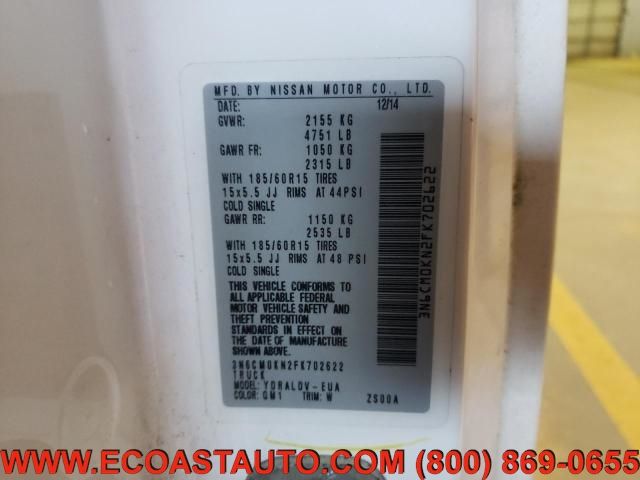 MFD. BY NISSAN MOTOR CO., LTD.
DATE: 12/14
GVWR: 2155 KG
4751 LB
GAWR FR: 1050 KG
2315 LB
WITH 185/60R15 TIRES
15x5.5 JJ RIMS AT 44PSI
COLD SINGLE
GAWR RR: 1150 KG
2535 LB
WITH 185/60R15 TIRES
15x5.5 JJ RIMS AT 48 PSI
COLD SINGLE
THIS VEHICLE CONFORMS TO
ALL APPLICABLE FEDERAL
MOTOR VEHICLE SAFETY AND
THEFT PREVENTION
STANDARDS IN EFFECT ON
THE DATE OF MANUFACTURE
SHOWN ABOVE.
3N6CM0KN2FK702622
TRUCK
MODEL: YDRALDV-EUA
COLOR: QM1 TRIM: W ZS00A
3N6CM0KN2FK702622
WWW.ECOASTAUTO.COM (800) 869-0655